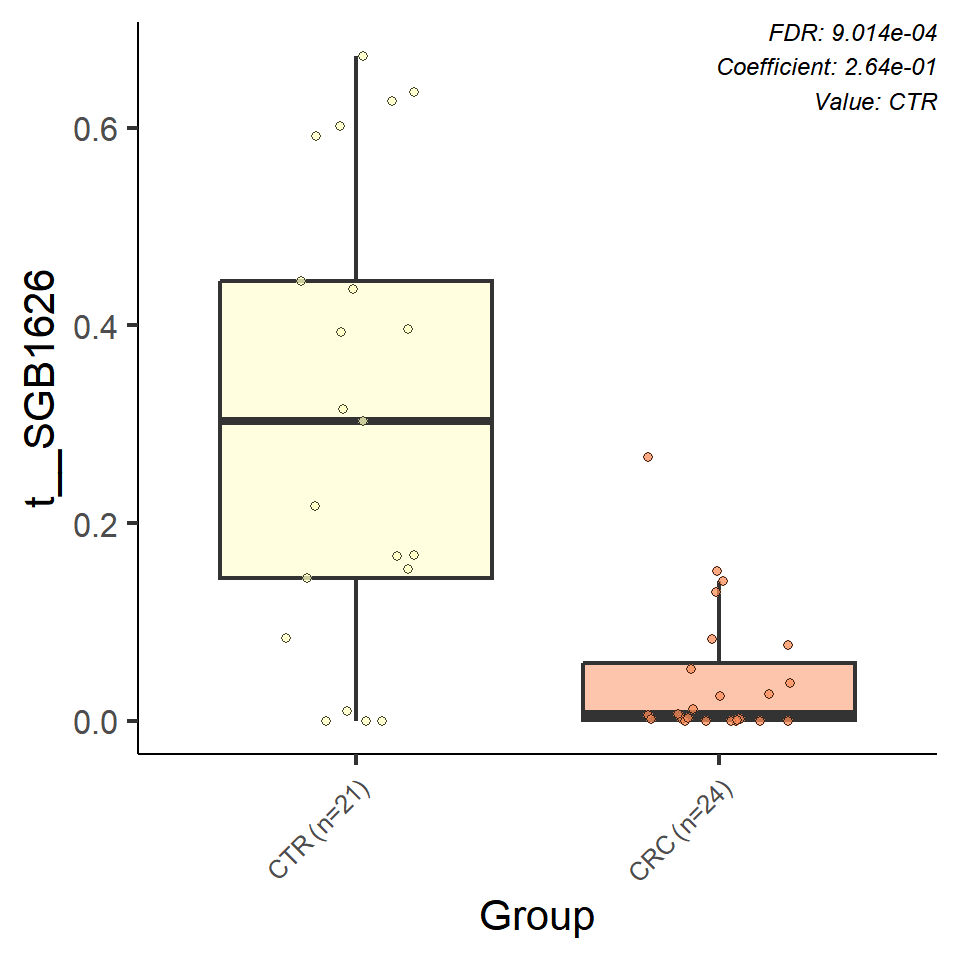 FDR: 9.014e-04
Coefficient: 2.64e-01
Value: CTR
t__SGB1626
0.6
0.4
0.2
0.0
CTR (n=21)
CRC (n=24)
Group